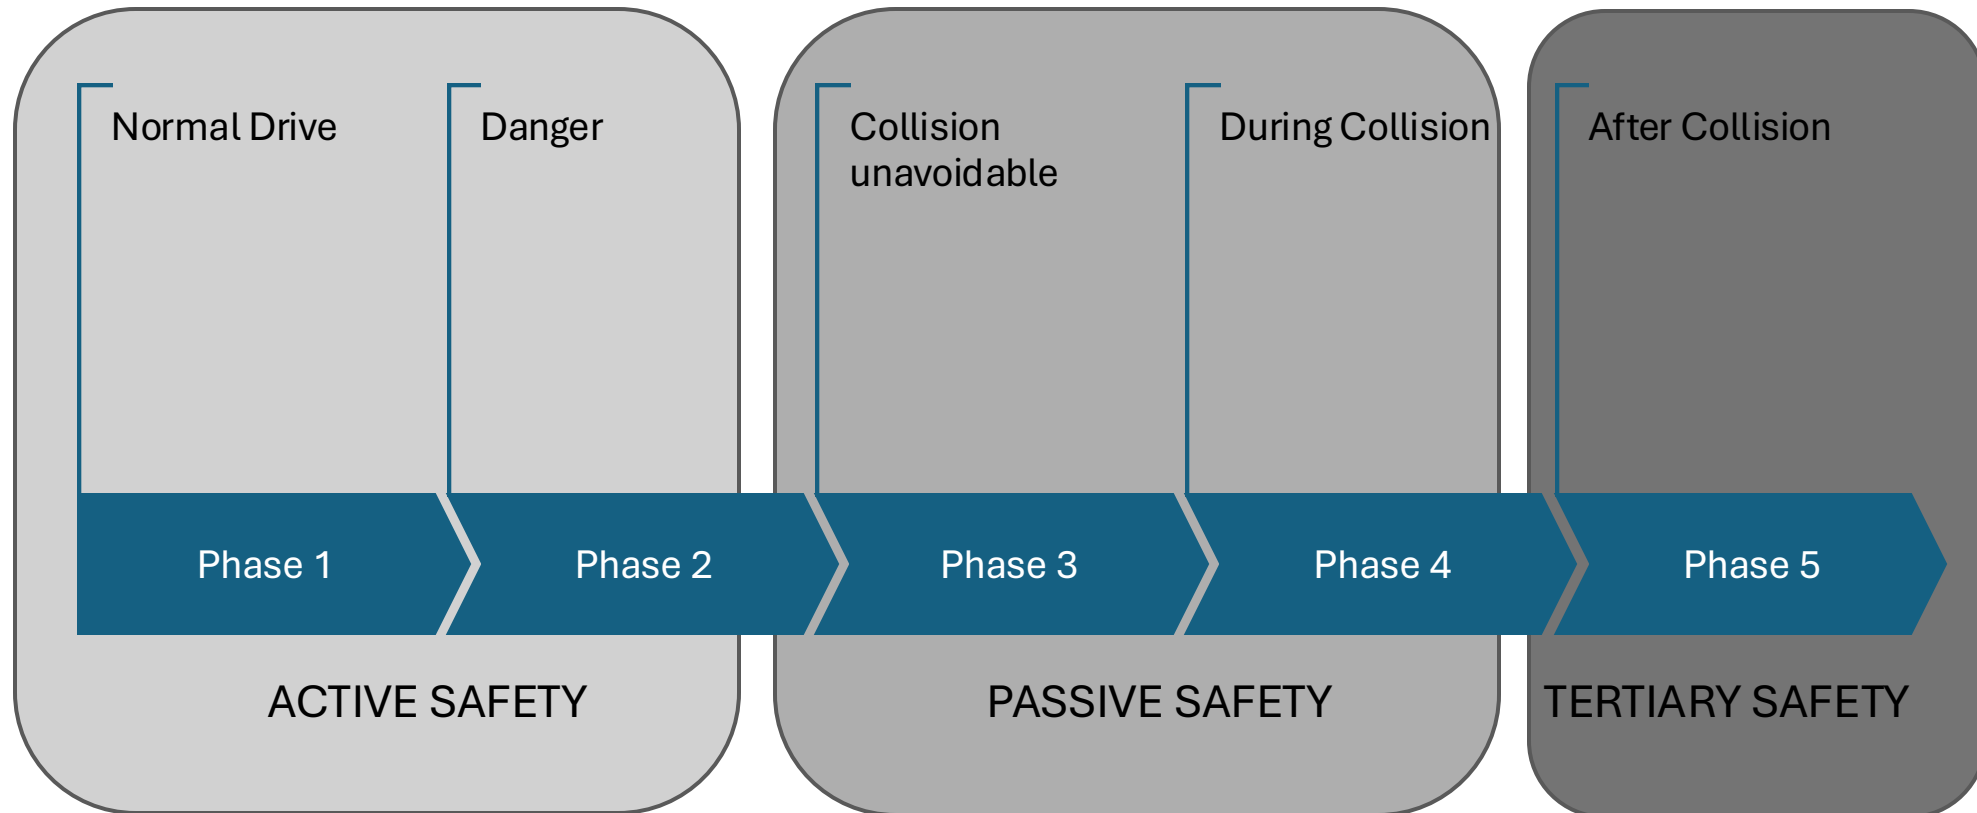 Normal Drive
Danger
Collision
unavoidable
During Collision
After Collision
Phase 1
Phase 2
Phase 3
Phase 4
Phase 5
ACTIVE SAFETY
PASSIVE SAFETY
TERTIARY SAFETY